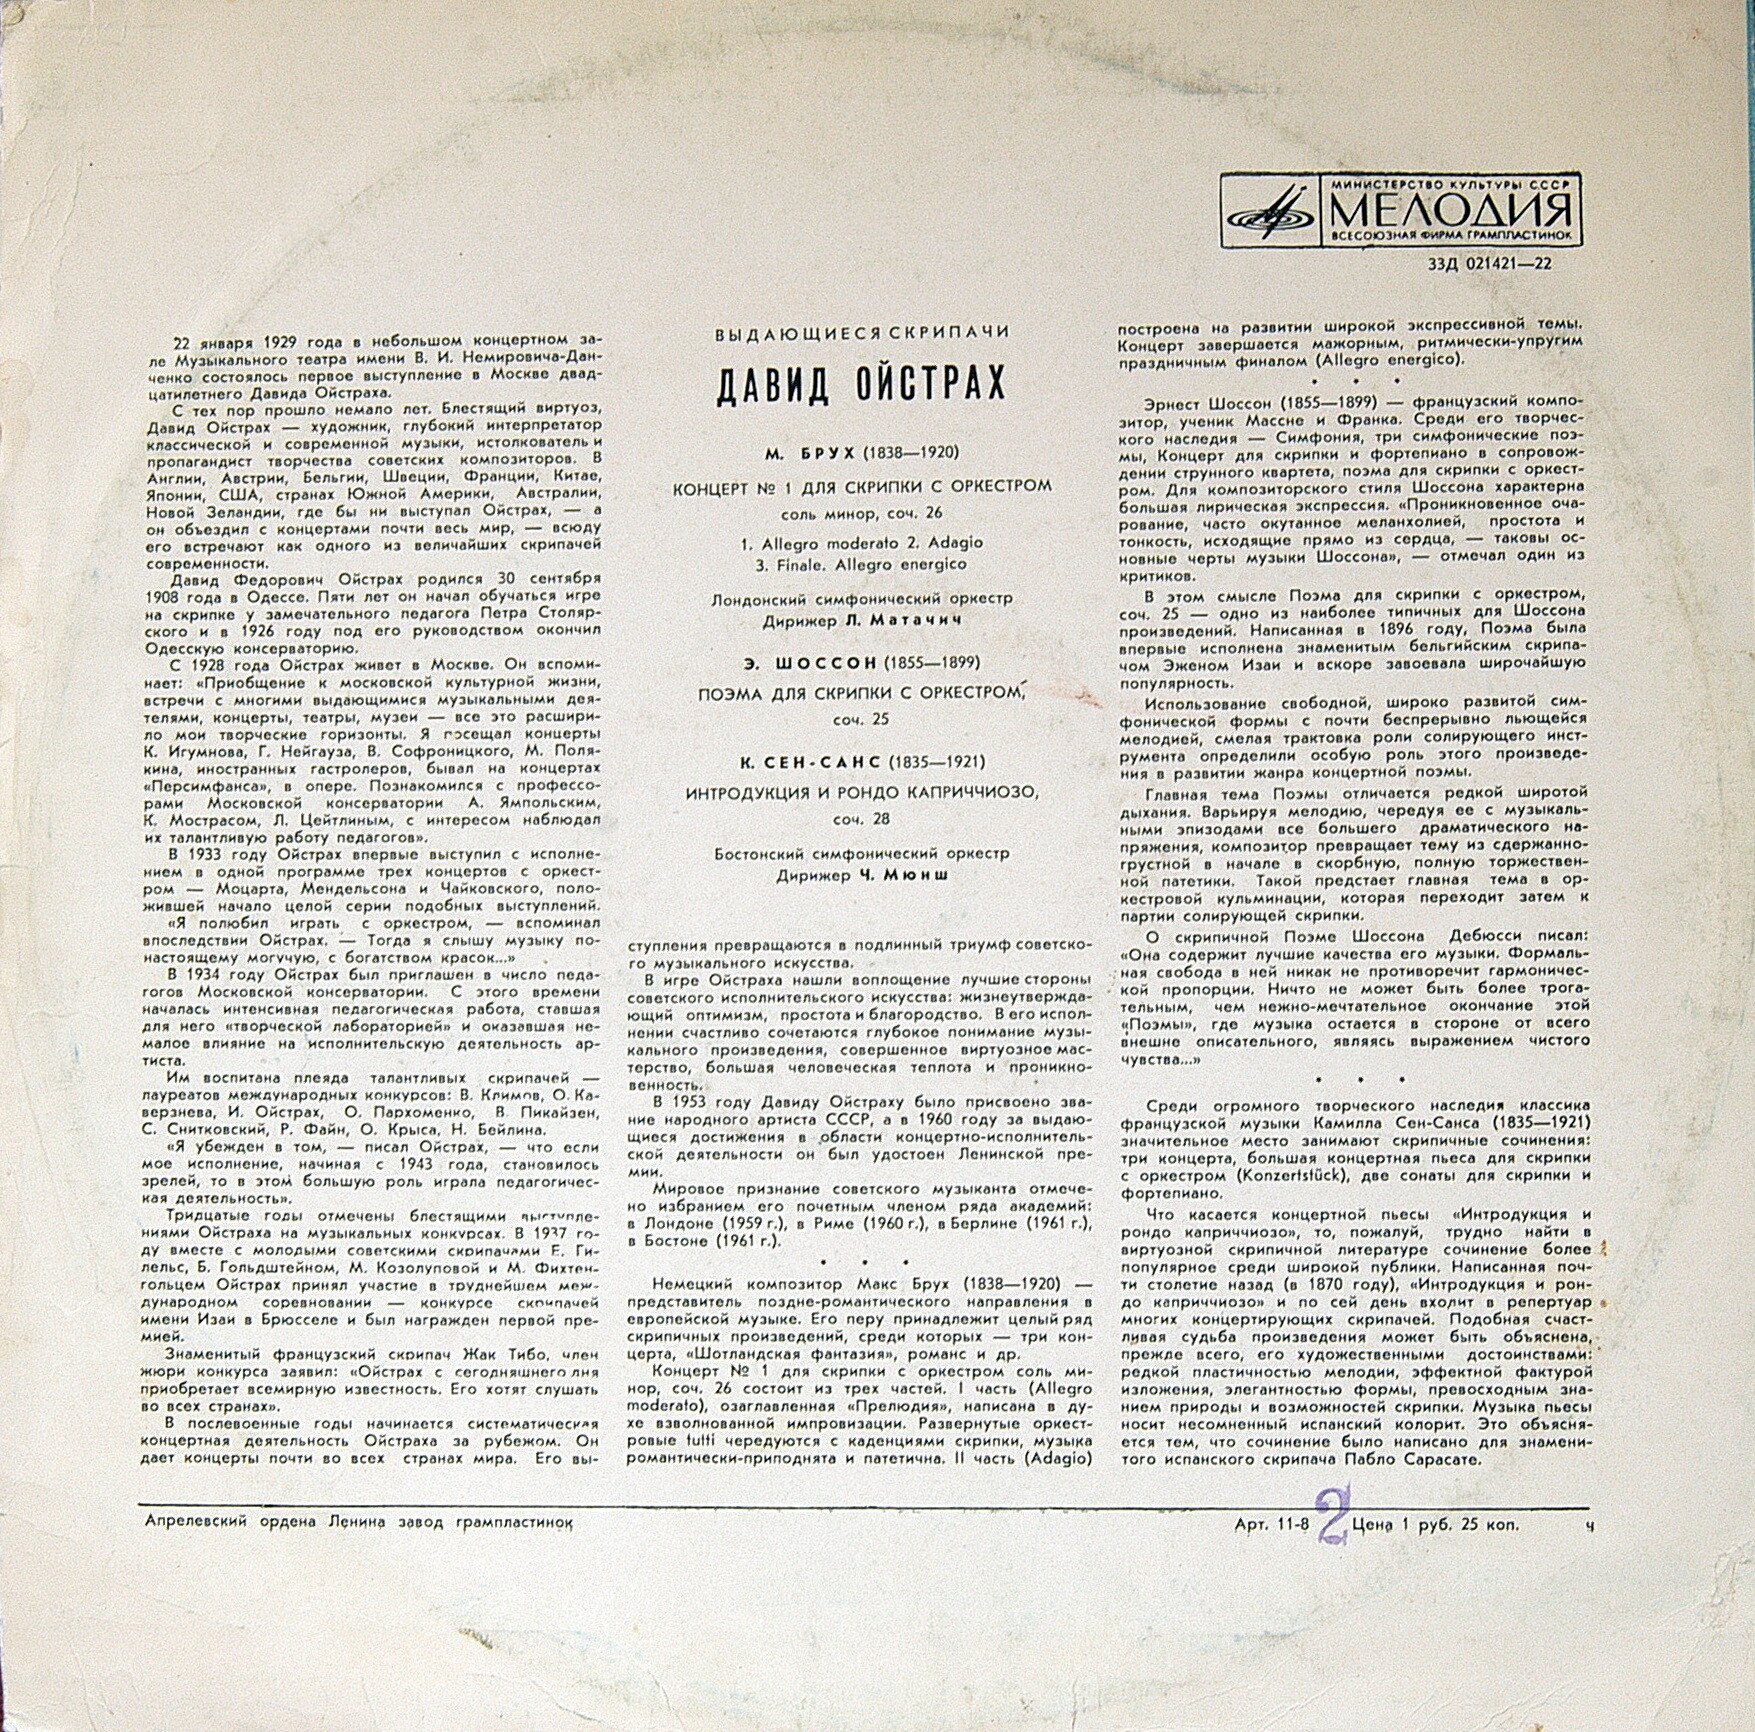 МИНИСТЕРСТВО КУЛЬТУРЫ СССР
МЕЛОДИЯ
ВСЕСОЮЗНАЯ ФИРМА ГРАМПЛАСТИНОК
33Д 021421—22
22 января 1929 года в небольшом концертном за-
ле Музыкального театра имени В. И. Немировича-Дан-
ченко состоялось первое выступление в Москве двад-
цатилетнего Давида Ойстраха.
С тех пор прошло немало лет. Блестящий виртуоз,
Давид Ойстрах — художник, глубокий интерпретатор
классической и современной музыки, истолкователь и
пропагандист творчества советских композиторов. В
Англии, Австрии, Бельгии, Швеции, Франции, Китае,
Японии, США, странах Южной Америки, Австралии,
Новой Зеландии, где бы ни выступал Ойстрах, — а
он объездил с концертами почти весь мир, — всюду
его встречают как одного из величайших скрипачей
современности.
Давид Федорович Ойстрах родился 30 сентября
1908 года в Одессе. Пяти лет он начал обучаться игре
на скрипке у замечательного педагога Петра Столяр-
ского и в 1926 году под его руководством окончил
Одесскую консерваторию.
С 1928 года Ойстрах живет в Москве. Он вспоми-
нает: «Приобщение к московской культурной жизни,
встречи с многими выдающимися музыкальными дея-
телями, концерты, театры, музеи — все это расшири-
ло мои творческие горизонты. Я посещал концерты
К. Игумнова, Г. Нейгауза, В. Софроницкого, М. Поля-
кина, иностранных гастролеров, бывал на концертах
«Персимфанса», в опере. Познакомился с профессо-
рами Московской консерватории А. Ямпольским,
К. Мострасом, Л. Цейтлиным, с интересом наблюдал
их талантливую работу педагогов».
В 1933 году Ойстрах впервые выступил с исполне-
нием в одной программе трех концертов с оркест-
ром — Моцарта, Мендельсона и Чайковского, поло-
жившей начало целой серии подобных выступлений.
«Я полюбил играть с оркестром, — вспоминал
впоследствии Ойстрах. — Тогда я слышу музыку по-
настоящему могучую, с богатством красок...»
В 1934 году Ойстрах был приглашен в число педа-
гогов Московской консерватории. С этого времени
началась интенсивная педагогическая работа, ставшая
для него «творческой лабораторией» и оказавшая не-
малое влияние на исполнительскую деятельность ар-
тиста.
Им воспитана плеяда талантливых скрипачей —
лауреатов международных конкурсов: В. Климов, О. Ка-
верзнева, И. Ойстрах, О. Пархоменко, В. Пикайзен,
С. Снитковский, Р. Файн, О. Крыса, Н. Бейлина.
«Я убежден в том, — писал Ойстрах, — что если
мое исполнение, начиная с 1943 года, становилось
зрелей, то в этом большую роль играла педагогичес-
кая деятельность».
Тридцатые годы отмечены блестящими выступле-
ниями Ойстраха на музыкальных конкурсах. В 1937 го-
ду вместе с молодыми советскими скрипачами Е. Ги-
лельс, Б. Гольдштейном, М. Козолуповой и М. Фихтен-
гольцем Ойстрах принял участие в труднейшем меж-
дународном соревновании — конкурсе скрипачей
имени Изаи в Брюсселе и был награжден первой пре-
мией.
Знаменитый французский скрипач Жак Тибо, член
жюри конкурса заявил: «Ойстрах с сегодняшнего дня
приобретает всемирную известность. Его хотят слушать
во всех странах».
В послевоенные годы начинается систематическая
концертная деятельность Ойстраха за рубежом. Он
дает концерты почти во всех странах мира. Его вы-
ВЫДАЮЩИЕСЯ СКРИПАЧИ
ДАВИД ОЙСТРАХ
М. БРУХ (1838—1920)
КОНЦЕРТ № 1 ДЛЯ СКРИПКИ С ОРКЕСТРОМ
соль минор, соч. 26
1. Allegro moderato 2. Adagio
3. Finale. Allegro energico
Лондонский симфонический оркестр
Дирижер Л. Матачич
Э. ШОССОН (1855—1899)
ПОЭМА ДЛЯ СКРИПКИ С ОРКЕСТРОМ,
соч. 25
К. СЕН-САНС (1835—1921)
ИНТРОДУКЦИЯ И РОНДО КАПРИЧЧИОЗО,
соч. 28
Бостонский симфонический оркестр
Дирижер Ч. Мюнш
ступления превращаются в подлинный триумф советско-
го музыкального искусства.
В игре Ойстраха нашли воплощение лучшие стороны
советского исполнительского искусства: жизнеутвержда-
ющий оптимизм, простота и благородство. В его испол-
нении счастливо сочетаются глубокое понимание музы-
кального произведения, совершенное виртуозное мас-
терство, большая человеческая теплота и проникно-
венность.
В 1953 году Давиду Ойстраху было присвоено зва-
ние народного артиста СССР, а в 1960 году за выдаю-
щиеся достижения в области концертно-исполнитель-
ской деятельности он был удостоен Ленинской пре-
мии.
Мировое признание советского музыканта отмече-
но избранием его почетным членом ряда академий:
в Лондоне (1959 г.), в Риме (1960 г.), в Берлине (1961 г.),
в Бостоне (1961 г.).
• • •
Немецкий композитор Макс Брух (1838—1920) —
представитель поздне-романтического направления в
европейской музыке. Его перу принадлежит целый ряд
скрипичных произведений, среди которых — три кон-
церта, «Шотландская фантазия», романс и др.
Концерт № 1 для скрипки с оркестром соль ми-
нор, соч. 26 состоит из трех частей. I часть (Allegro
moderato), озаглавленная «Прелюдия», написана в ду-
хе взволнованной импровизации. Развернутые оркест-
ровые tutti чередуются с каденциями скрипки, музыка
романтически-приподнята и патетична. II часть (Adagio)
построена на развитии широкой экспрессивной темы.
Концерт завершается мажорным, ритмически-упругим
праздничным финалом (Allegro energico).
• • •
Эрнест Шоссон (1855—1899) — французский компо-
зитор, ученик Массне и Франка. Среди его творчес-
кого наследия — Симфония, три симфонические поэ-
мы, Концерт для скрипки и фортепиано в сопровож-
дении струнного квартета, поэма для скрипки с оркест-
ром. Для композиторского стиля Шоссона характерна
большая лирическая экспрессия. «Проникновенное оча-
рование, часто окутанное меланхолией, простота и
тонкость, исходящие прямо из сердца, — таковы ос-
новные черты музыки Шоссона», — отмечал один из
критиков.
В этом смысле Поэма для скрипки с оркестром,
соч. 25 — одно из наиболее типичных для Шоссона
произведений. Написанная в 1896 году, Поэма была
впервые исполнена знаменитым бельгийским скрипа-
чом Эженом Изаи и вскоре завоевала широчайшую
популярность.
Использование свободной, широко развитой сим-
фонической формы с почти беспрерывно льющейся
мелодией, смелая трактовка роли солирующего инст-
румента определили особую роль этого произведе-
ния в развитии жанра концертной поэмы.
Главная тема Поэмы отличается редкой широтой
дыхания. Варьируя мелодию, чередуя ее с музыкаль-
ными эпизодами все большего драматического на-
пряжения, композитор превращает тему из сдержанно-
грустной в начале в скорбную, полную торжествен-
ной патетики. Такой предстает главная тема в ор-
кестровой кульминации, которая переходит затем к
партии солирующей скрипки.
О скрипичной Поэме Шоссона Дебюсси писал:
«Она содержит лучшие качества его музыки. Формаль-
ная свобода в ней никак не противоречит гармоничес-
кой пропорции. Ничто не может быть более трога-
тельным, чем нежно-мечтательное окончание этой
«Поэмы», где музыка остается в стороне от всего
внешне описательного, являясь выражением чистого
чувства...»
• • •
Среди огромного творческого наследия классика
французской музыки Камилла Сен-Санса (1835—1921)
значительное место занимают скрипичные сочинения:
три концерта, большая концертная пьеса для скрипки
с оркестром (Konzertstück), две сонаты для скрипки и
фортепиано.
Что касается концертной пьесы «Интродукция и
рондо каприччиозо», то, пожалуй, трудно найти в
виртуозной скрипичной литературе сочинение более
популярное среди широкой публики. Написанная поч-
ти столетие назад (в 1870 году), «Интродукция и рон-
до каприччиозо» и по сей день входит в репертуар
многих концертирующих скрипачей. Подобная счаст-
ливая судьба произведения может быть объяснена,
прежде всего, его художественными достоинствами:
редкой пластичностью мелодии, эффектной фактурой
изложения, элегантностью формы, превосходным зна-
нием природы и возможностей скрипки. Музыка пьесы
носит несомненный испанский колорит. Это объясня-
ется тем, что сочинение было написано для знамени-
того испанского скрипача Пабло Сарасате.
Апрелевский ордена Ленина завод грампластинок
Арт. 11-8 2 Цена 1 руб. 25 коп. ч